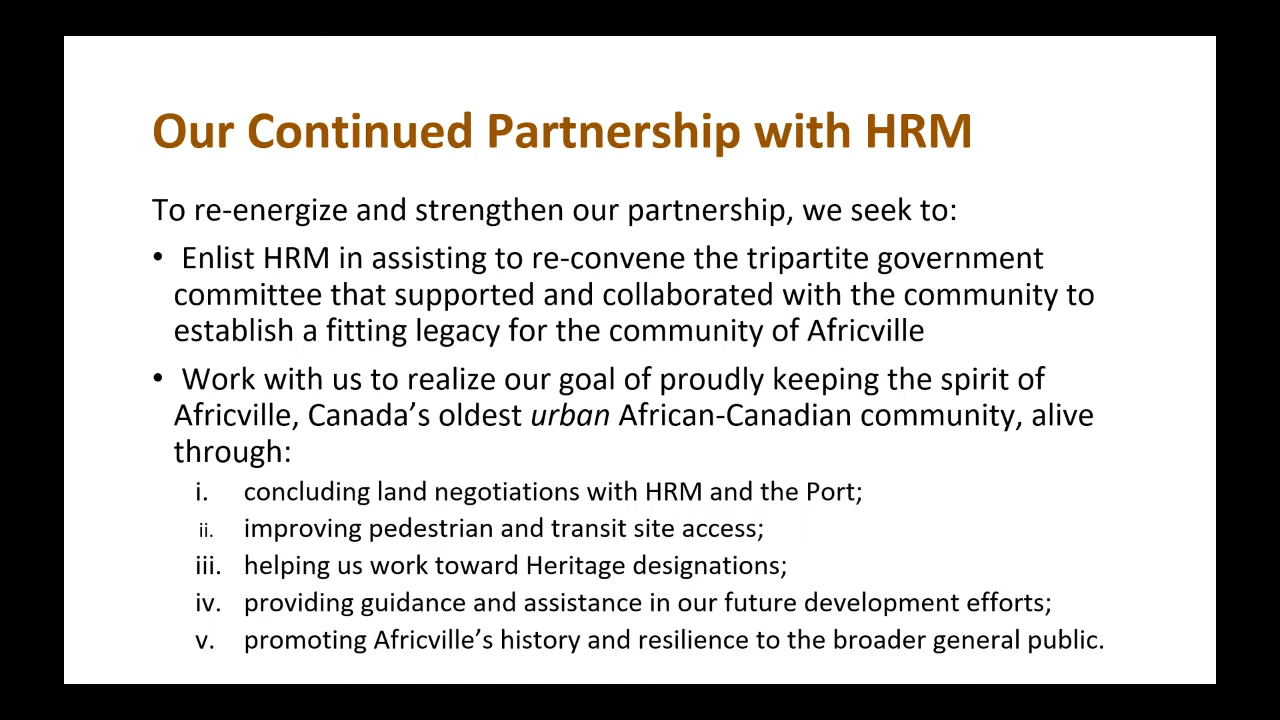 Our Continued Partnership with HRM
To re-energize and strengthen our partnership, we seek to:
• Enlist HRM in assisting to re-convene the tripartite government
committee that supported and collaborated with the community to
establish a fitting legacy for the community of Africville
• Work with us to realize our goal of proudly keeping the spirit of
Africville, Canada’s oldest urban African-Canadian community, alive
through:
i. concluding land negotiations with HRM and the Port;
ii. improving pedestrian and transit site access;
iii. helping us work toward Heritage designations;
iv. providing guidance and assistance in our future development efforts;
v. promoting Africville’s history and resilience to the broader general public.